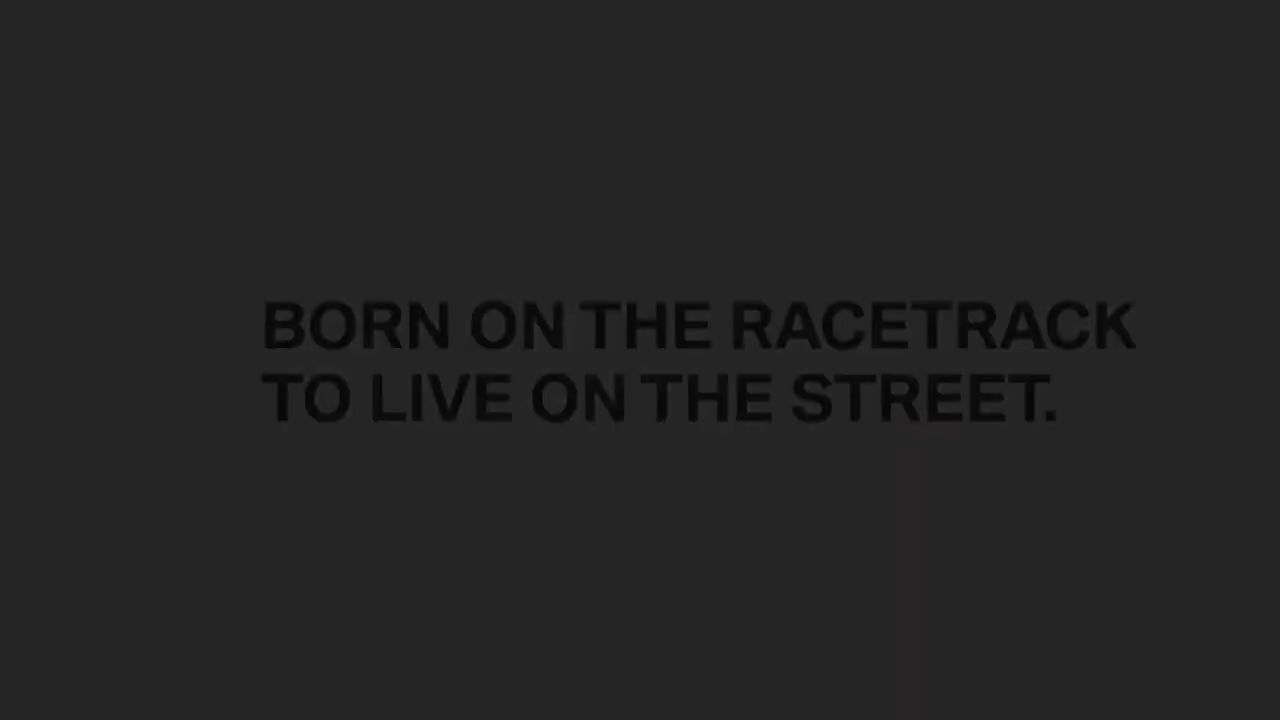 BORN ON THE RACETRACK
TO LIVE ON THE STREET.